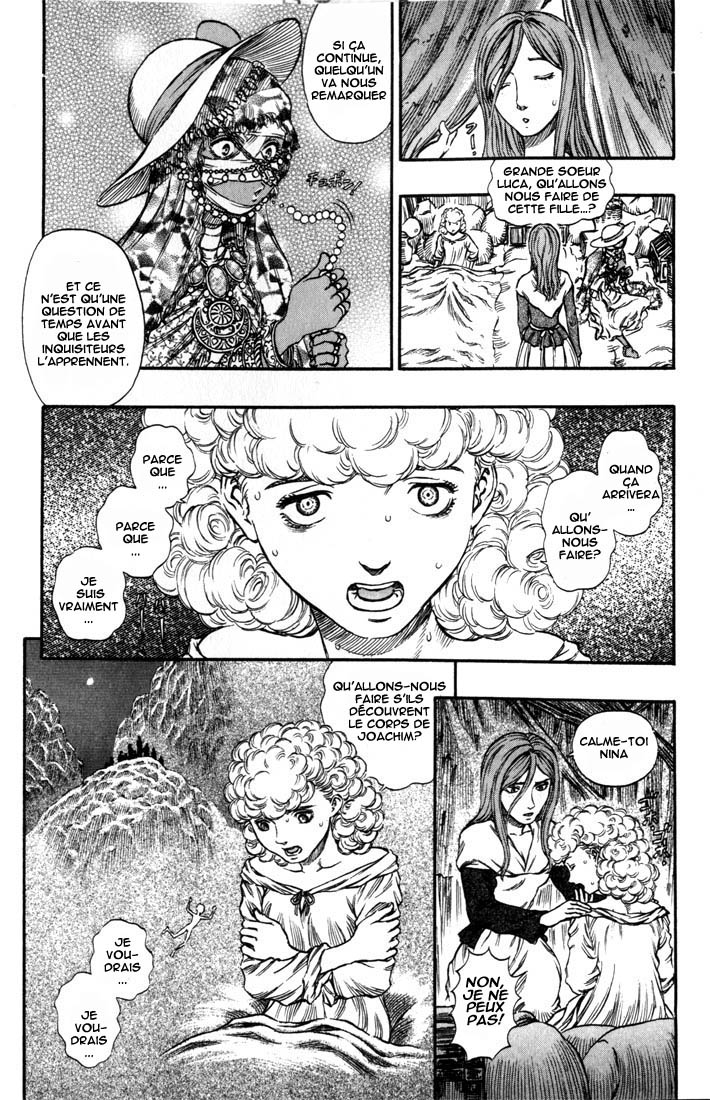 GRANDE SOEUR
LUCA, QU'ALLONS
NOUS FAIRE DE
CETTE FILLE...?
SI ÇA
CONTINUE,
QUELQU'UN
VA NOUS
REMARQUER
ET CE
N'EST QU'UNE
QUESTION DE
TEMPS AVANT
QUE LES
INQUISITEURS
L'APPRENNENT.
QUAND
ÇA
ARRIVERA
...
QU'
ALLONS-
NOUS
FAIRE?
PARCE
QUE
...
PARCE
QUE
...
JE
SUIS
VRAIMENT
...
CALME-TOI
NINA
NON,
JE NE
PEUX
PAS!
QU'ALLONS-NOUS
FAIRE S'ILS
DÉCOUVRENT
LE CORPS DE
JOACHIM?
JE
VOU-
DRAIS
...
JE
VOU-
DRAIS
...